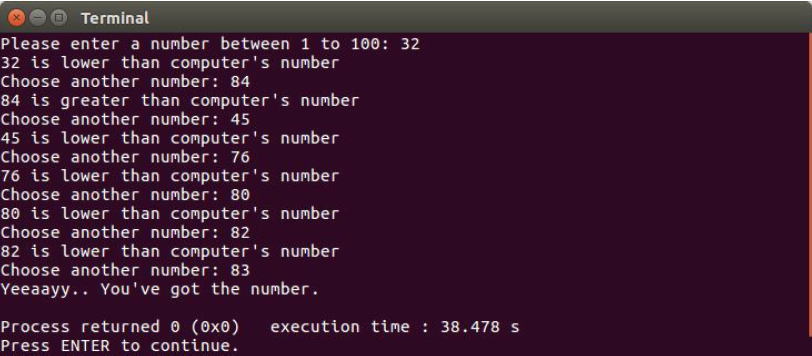 Terminal
Please enter a number between 1 to 100: 32
32 is lower than computer's number
Choose another number: 84
84 is greater than computer's number
Choose another number: 45
45 is lower than computer's number
Choose another number: 76
76 is lower than computer's number
Choose another number: 80
80 is lower than computer's number
Choose another number: 82
82 is lower than computer's number
Choose another number: 83
Yeeaayy.. You've got the number.
Process returned 0 (0x0)   execution time : 38.478 s
Press ENTER to continue.